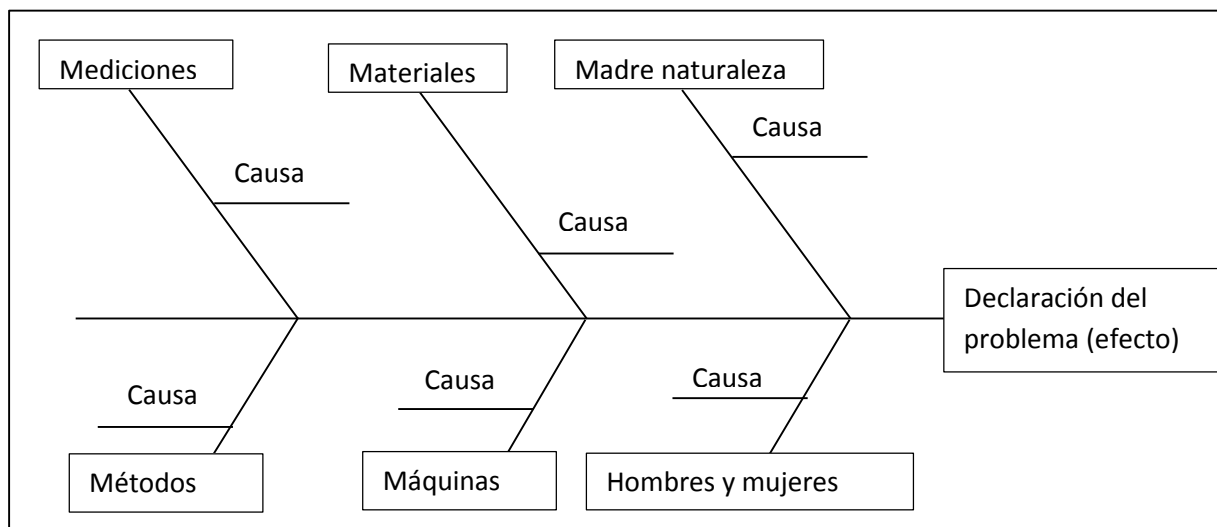 Mediciones
Materiales
Madre naturaleza
Causa
Causa
Causa
Declaración del
problema (efecto)
Causa
Causa
Causa
Métodos
Máquinas
Hombres y mujeres